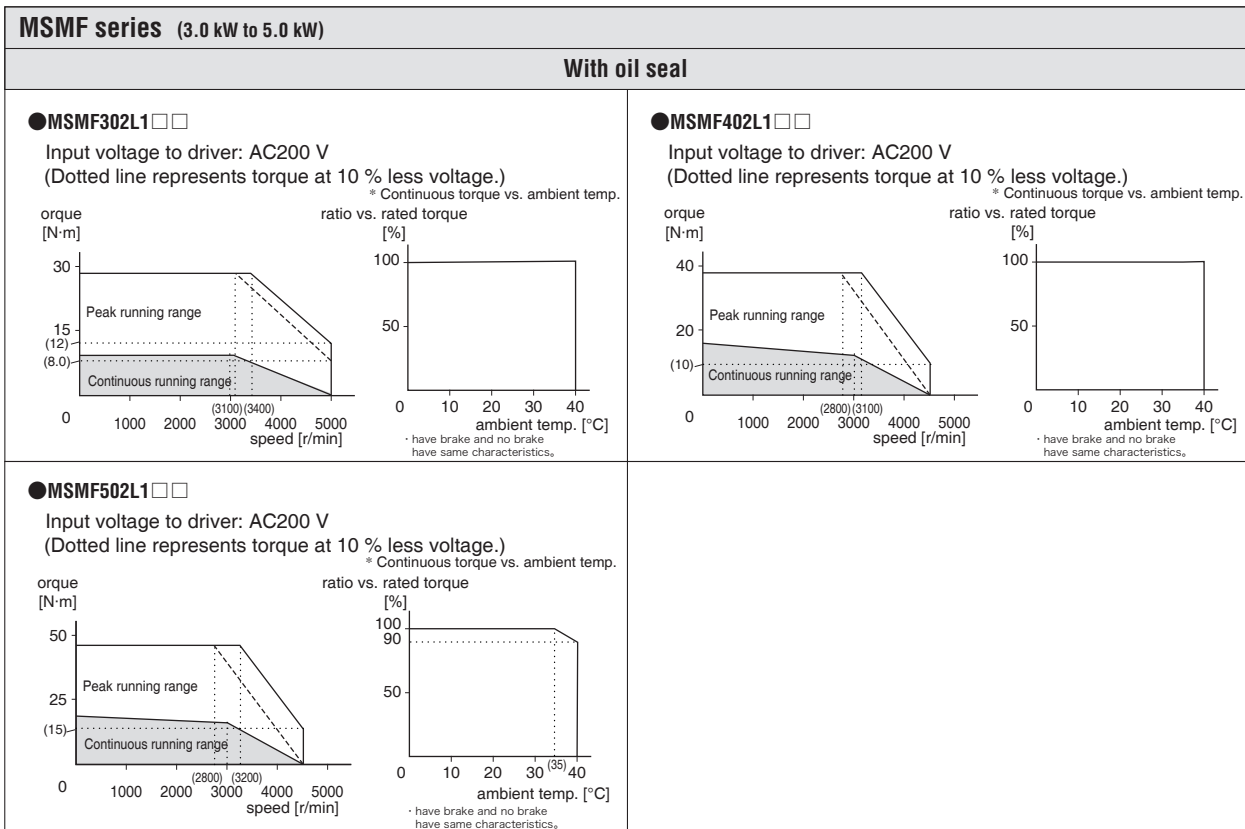 MSMF series (3.0 kW to 5.0 kW)
With oil seal
●MSMF302L1□□
Input voltage to driver: AC200 V
(Dotted line represents torque at 10 % less voltage.)
* Continuous torque vs. ambient temp.
orque
[N·m]
30
15
(12)
(8.0)
0
Peak running range
Continuous running range
(3100) (3400)
1000 2000 3000 4000 5000
speed [r/min]
ratio vs. rated torque
[%]
100
50
0 10 20 30 40
ambient temp. [°C]
· have brake and no brake
have same characteristics。
●MSMF402L1□□
Input voltage to driver: AC200 V
(Dotted line represents torque at 10 % less voltage.)
* Continuous torque vs. ambient temp.
orque
[N·m]
40
20
(10)
0
Peak running range
Continuous running range
(2800) (3100)
1000 2000 3000 4000 5000
speed [r/min]
ratio vs. rated torque
[%]
100
50
0 10 20 30 40
ambient temp. [°C]
· have brake and no brake
have same characteristics。
●MSMF502L1□□
Input voltage to driver: AC200 V
(Dotted line represents torque at 10 % less voltage.)
* Continuous torque vs. ambient temp.
orque
[N·m]
50
25
(15)
0
Peak running range
Continuous running range
(2800) (3200)
1000 2000 3000 4000 5000
speed [r/min]
ratio vs. rated torque
[%]
100
90
50
0 10 20 30 (35) 40
ambient temp. [°C]
· have brake and no brake
have same characteristics。